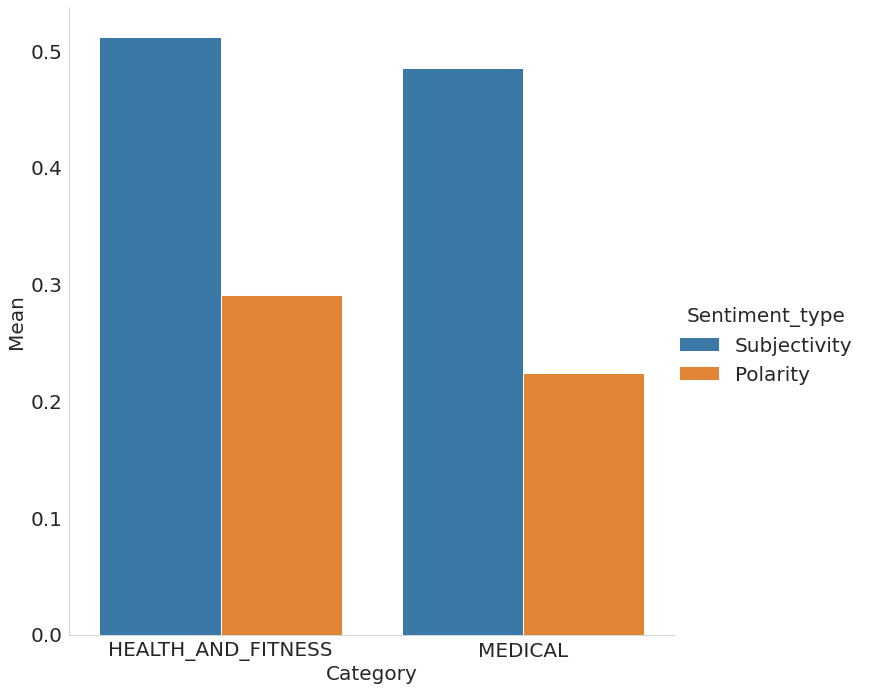 0.5
0.4
0.3
0.2
0.1
0.0
Mean
HEALTH_AND_FITNESS
MEDICAL
Category
Sentiment_type
Subjectivity
Polarity